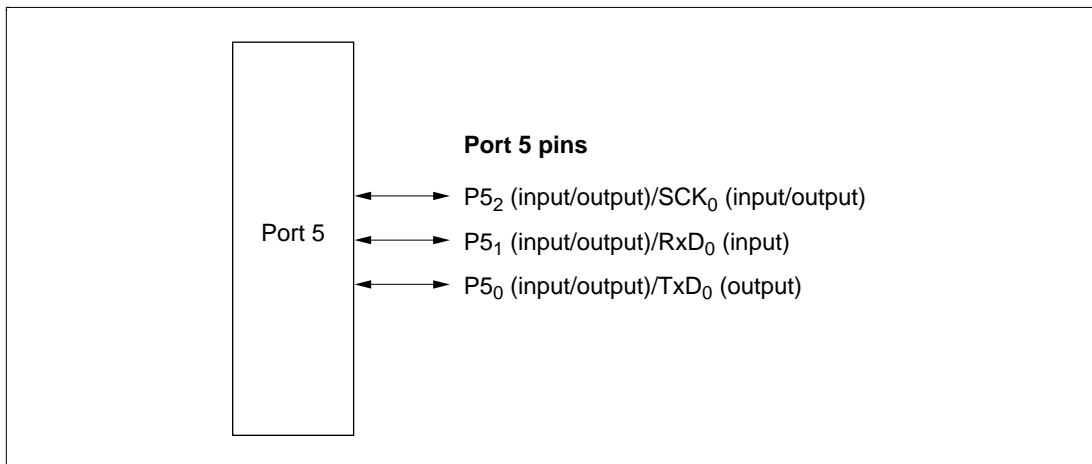 Port 5 pins
P5₂ (input/output)/SCK₀ (input/output)
Port 5
P5₁ (input/output)/RxD₀ (input)
P5₀ (input/output)/TxD₀ (output)